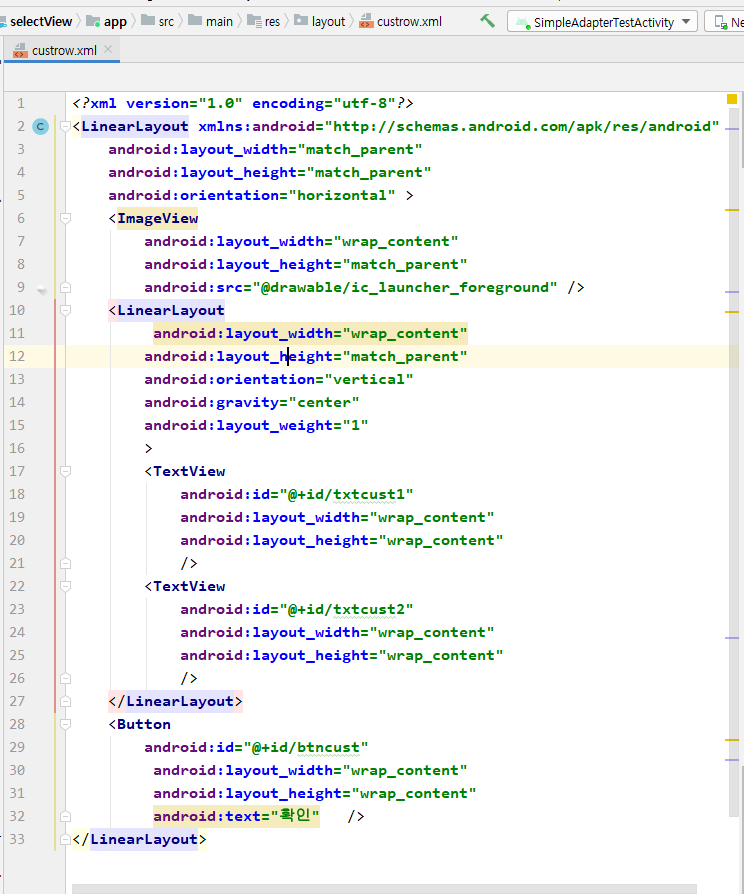 selectView app src main res layout custrow.xml SimpleAdapterTestActivity Ne
custrow.xml
1 <?xml version="1.0" encoding="utf-8"?>
2 <LinearLayout xmlns:android="http://schemas.android.com/apk/res/android"
3 android:layout_width="match_parent"
4 android:layout_height="match_parent"
5 android:orientation="horizontal" >
6 <ImageView
7 android:layout_width="wrap_content"
8 android:layout_height="match_parent"
9 android:src="@drawable/ic_launcher_foreground" />
10 <LinearLayout
11 android:layout_width="wrap_content"
12 android:layout_height="match_parent"
13 android:orientation="vertical"
14 android:gravity="center"
15 android:layout_weight="1"
16 >
17 <TextView
18 android:id="@+id/txtcust1"
19 android:layout_width="wrap_content"
20 android:layout_height="wrap_content"
21 />
22 <TextView
23 android:id="@+id/txtcust2"
24 android:layout_width="wrap_content"
25 android:layout_height="wrap_content"
26 />
27 </LinearLayout>
28 <Button
29 android:id="@+id/btncust"
30 android:layout_width="wrap_content"
31 android:layout_height="wrap_content"
32 android:text="확인" />
33 </LinearLayout>